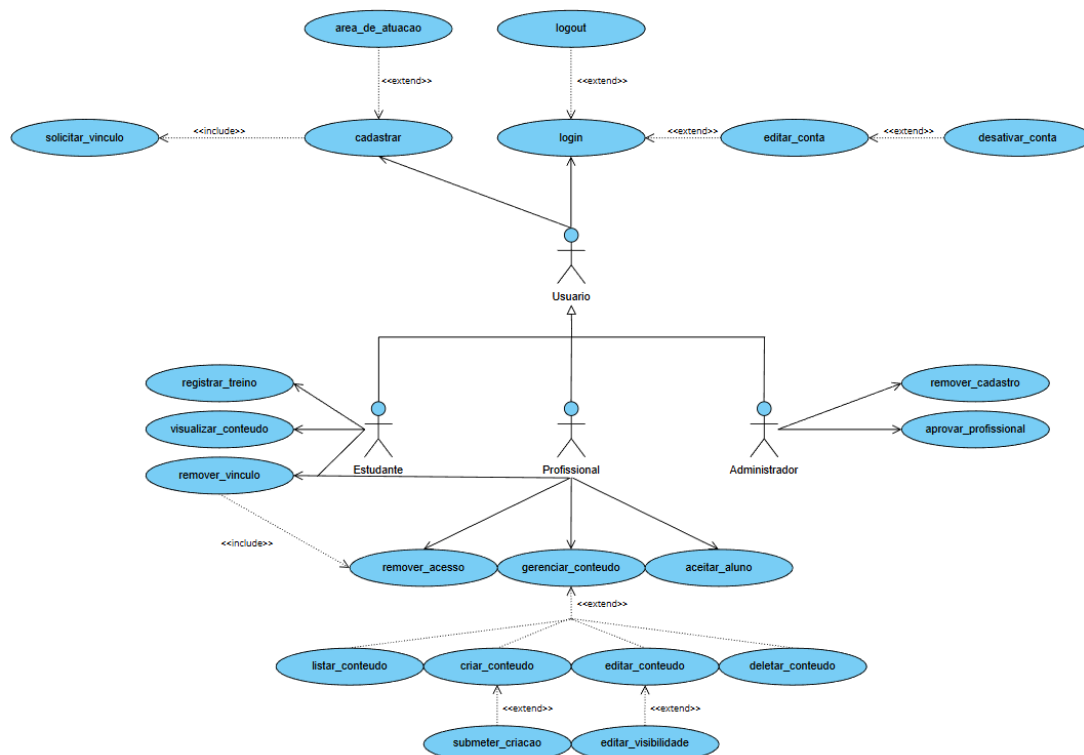 area_de_atuacao
logout
<<extend>>
<<extend>>
solicitar_vinculo
<<include>>
cadastrar
login
<<extend>>
editar_conta
<<extend>>
desativar_conta
Usuario
registrar_treino
remover_cadastro
visualizar_conteudo
aprovar_profissional
remover_vinculo
Estudante
Profissional
Administrador
<<include>>
remover_acesso
gerenciar_conteudo
aceitar_aluno
<<extend>>
listar_conteudo
criar_conteudo
editar_conteudo
deletar_conteudo
<<extend>>
<<extend>>
submeter_criacao
editar_visibilidade